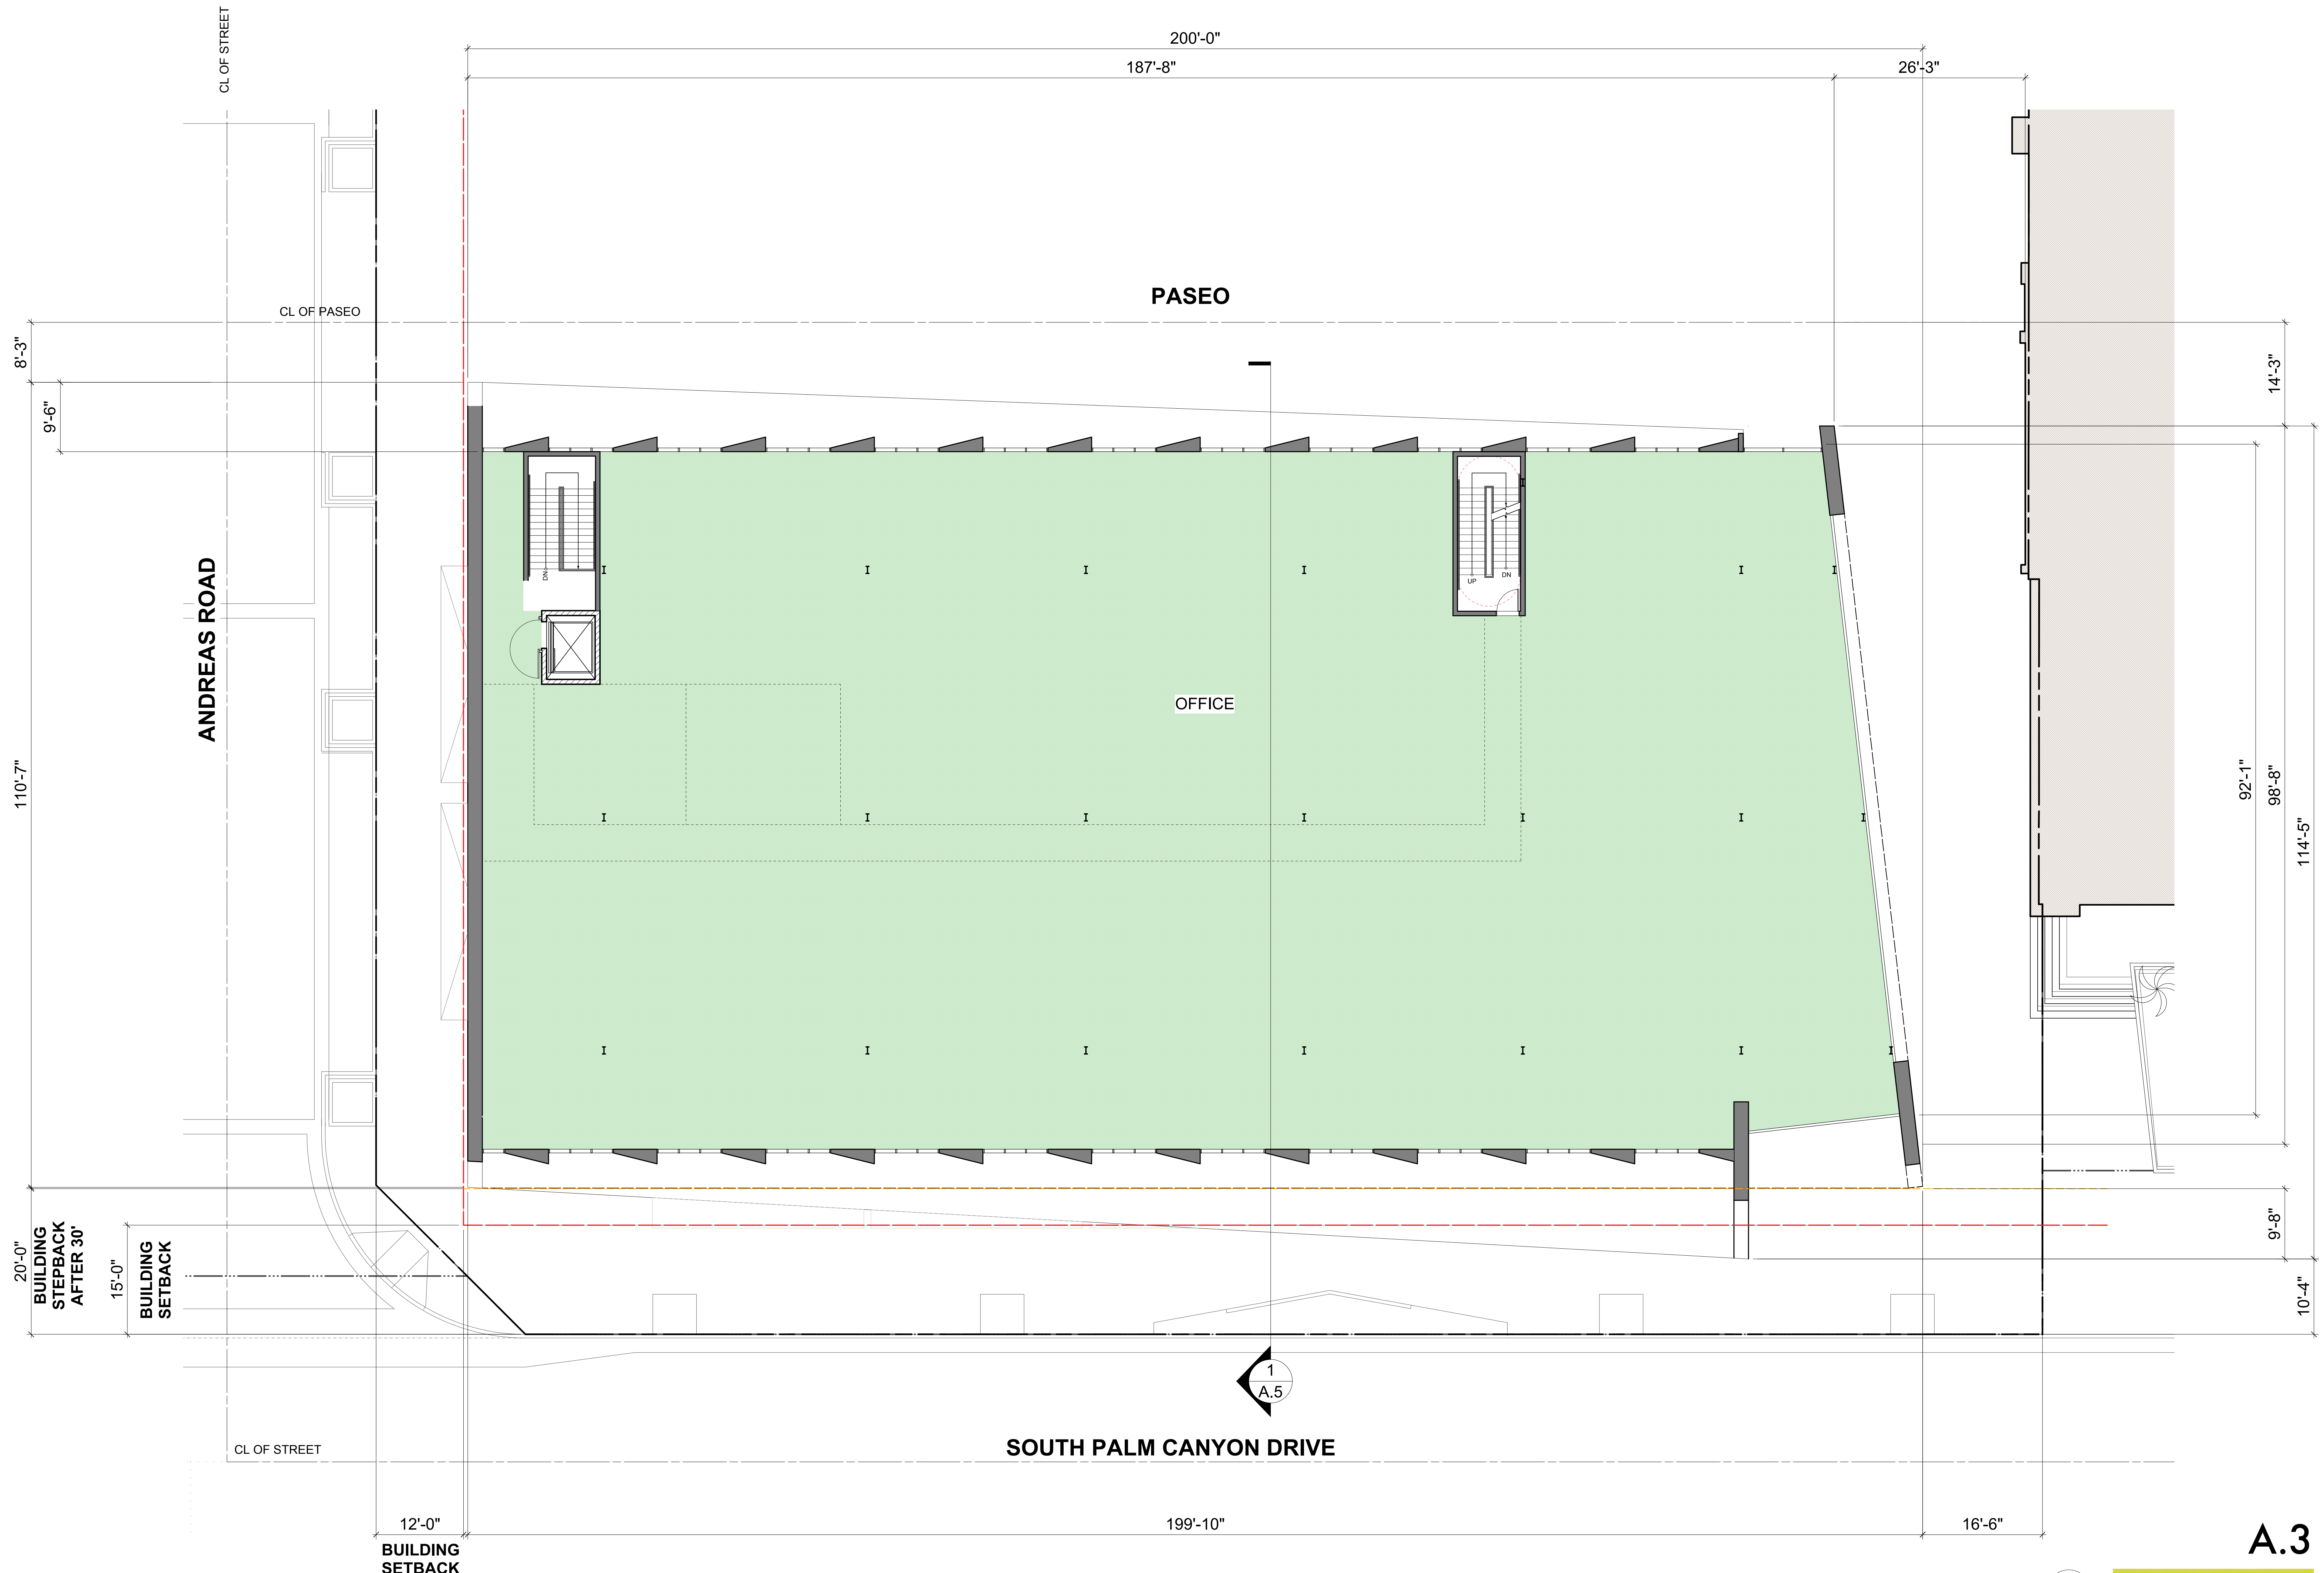 CL OF STREET
200'-0"
187'-8"
26'-3"
PASEO
CL OF PASEO
8'-3"
9'-6"
14'-3"
ANDREAS ROAD
DN
UP
DN
OFFICE
110'-7"
92'-1"
98'-8"
114'-5"
20'-0"
BUILDING
STEPBACK
AFTER 30'
15'-0"
BUILDING
SETBACK
9'-8"
10'-4"
1
A.5
CL OF STREET
SOUTH PALM CANYON DRIVE
12'-0"
199'-10"
16'-6"
BUILDING
SETBACK
A.3